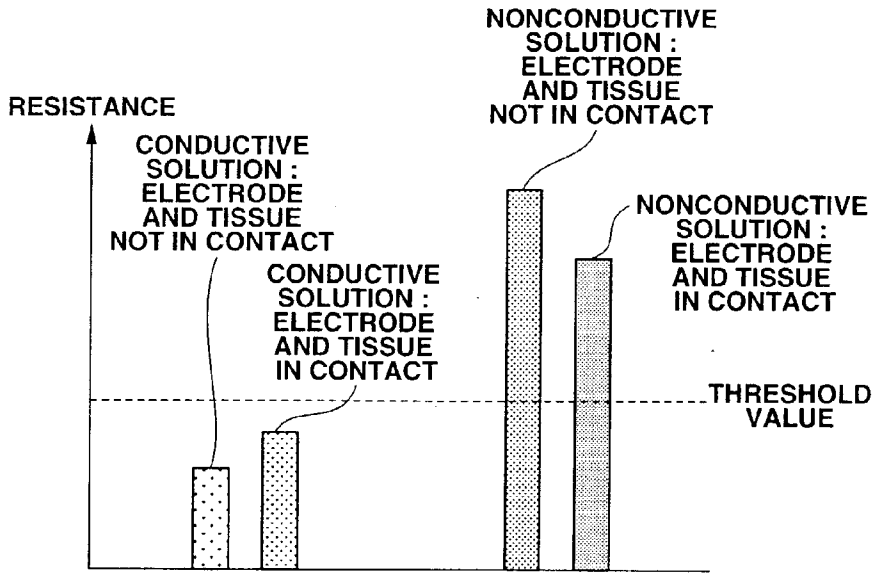 NONCONDUCTIVE
SOLUTION :
ELECTRODE
AND TISSUE
NOT IN CONTACT
RESISTANCE
CONDUCTIVE
SOLUTION :
ELECTRODE
AND TISSUE
NOT IN CONTACT
NONCONDUCTIVE
SOLUTION :
ELECTRODE
AND TISSUE
IN CONTACT
CONDUCTIVE
SOLUTION :
ELECTRODE
AND TISSUE
IN CONTACT
THRESHOLD
VALUE